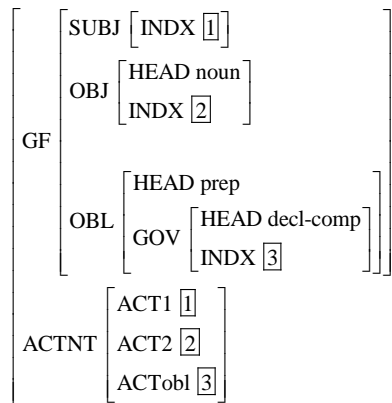 SUBJ [INDX 1]
HEAD noun
OBJ
INDX 2
GF
HEAD prep
OBL
HEAD decl-comp
GOV
INDX 3
ACT1 1
ACTNT ACT2 2
ACTobl 3